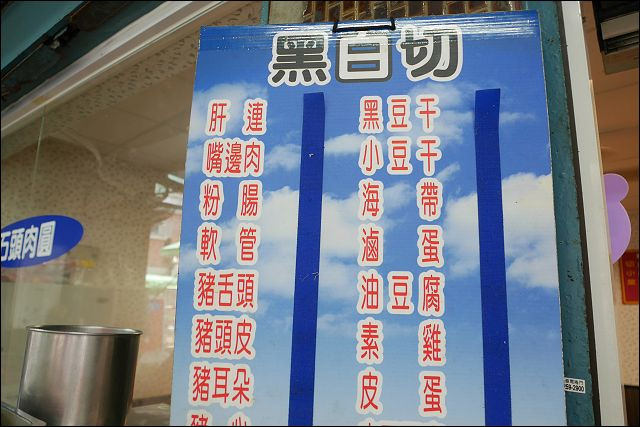 黑白切
肝連
嘴邊肉
粉腸
軟管
豬舌頭
豬頭皮
豬耳朵
黑豆干
小豆干
海帶
滷蛋
油豆腐
素雞
皮蛋
石頭肉圓